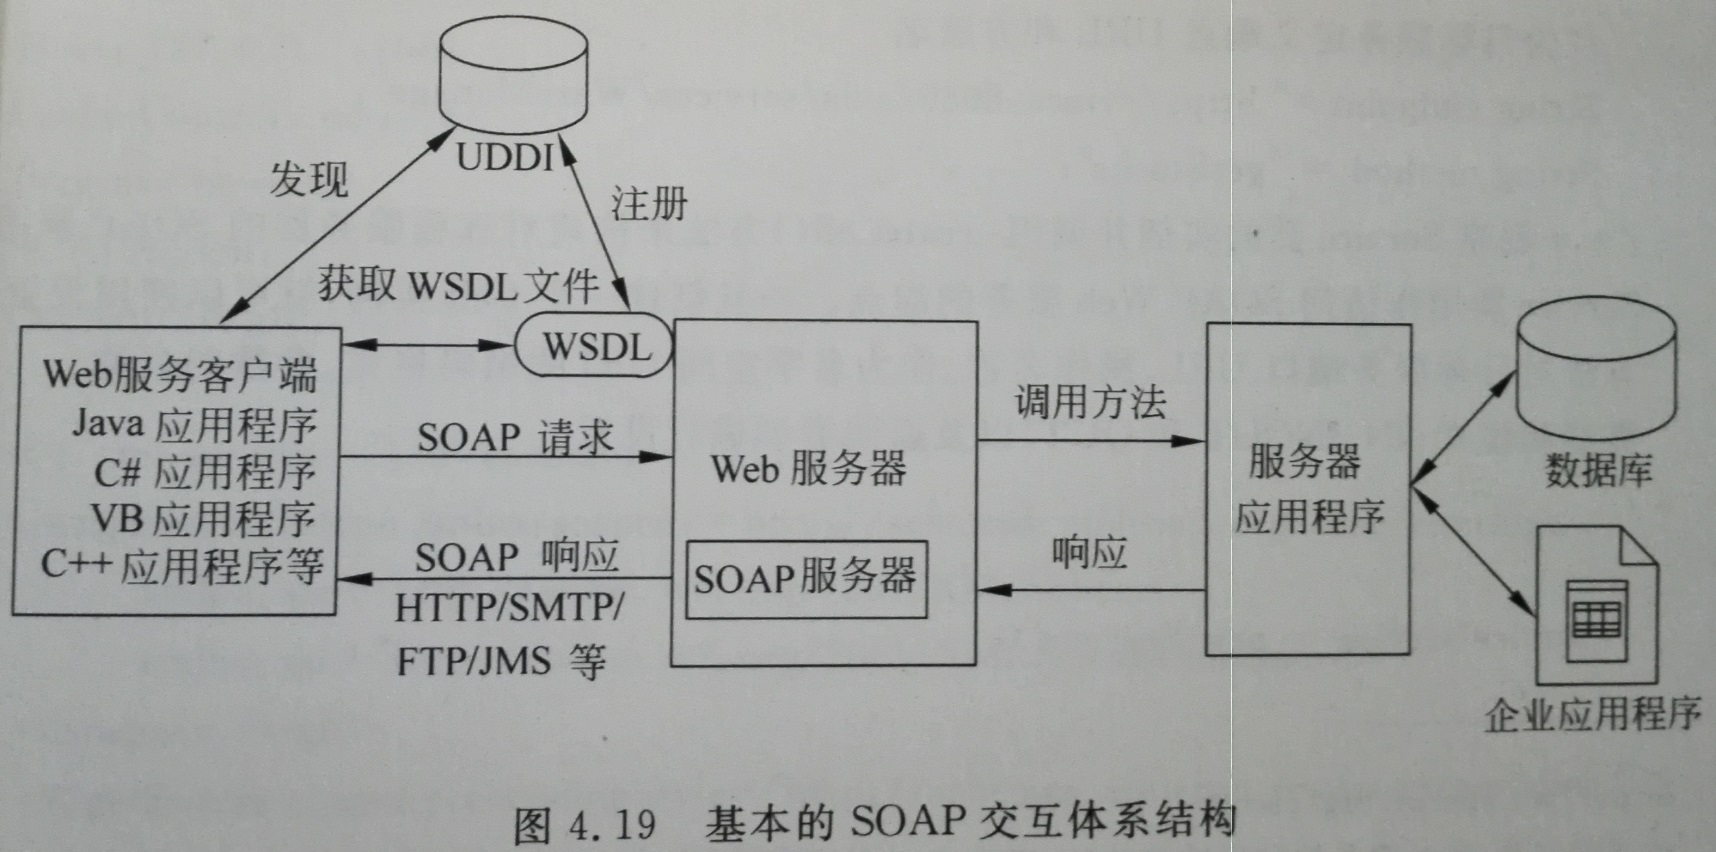 UDDI
发现
注册
获取 WSDL 文件
WSDL
Web服务客户端
Java 应用程序
C# 应用程序
VB 应用程序
C++ 应用程序等
SOAP 请求
SOAP 响应
HTTP/SMTP/
FTP/JMS 等
Web 服务器
SOAP服务器
调用方法
响应
服务器
应用程序
数据库
企业应用程序
图 4.19 基本的 SOAP 交互体系结构